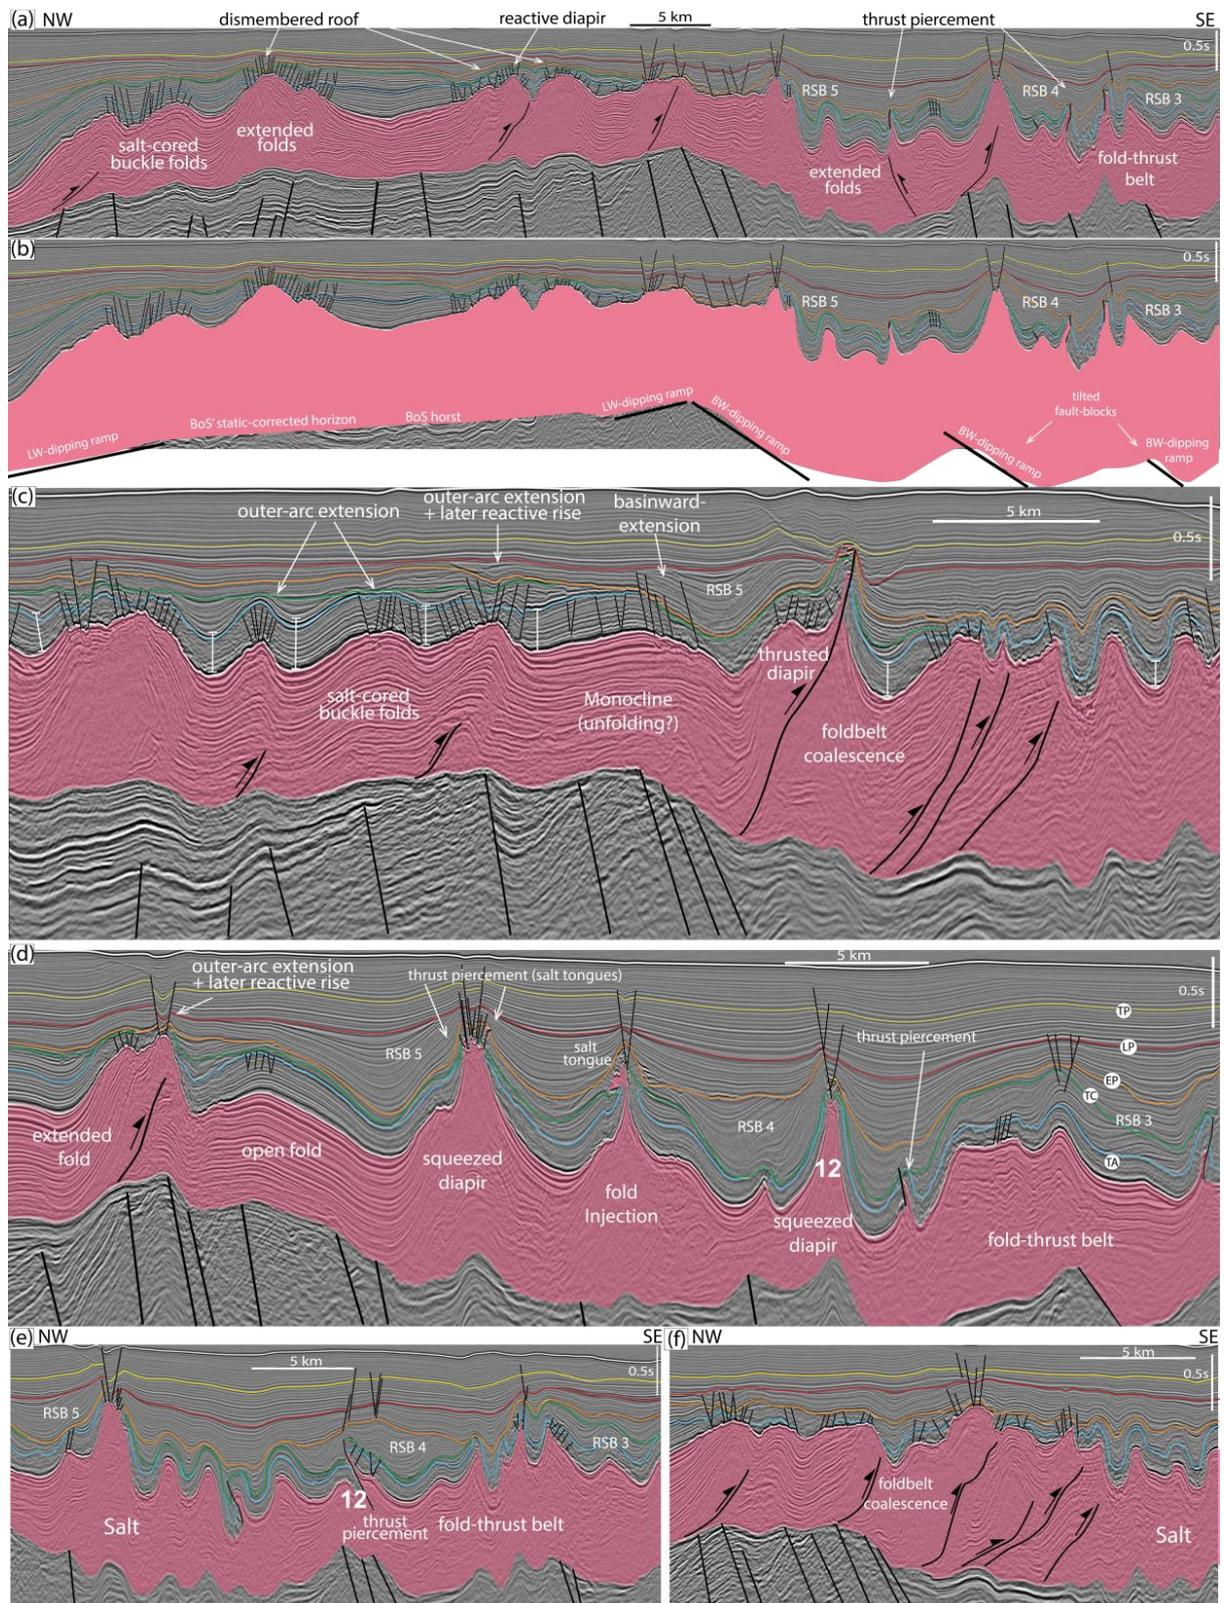 (a) NW
dismembered roof
reactive diapir
5 km
thrust piercement
SE
0.5s
RSB 5
RSB 4
RSB 3
salt-cored
buckle folds
extended
folds
extended
folds
fold-thrust
belt
(b)
0.5s
RSB 5
RSB 4
RSB 3
LW-dipping ramp
BoS' static-corrected horizon
BoS horst
LW-dipping ramp
BW-dipping ramp
BW-dipping ramp
tilted
fault-blocks
BW-dipping
ramp
(c)
outer-arc extension
outer-arc extension
+ later reactive rise
basinward-
extension
5 km
0.5s
RSB 5
salt-cored
buckle folds
Monocline
(unfolding?)
thrusted
diapir
foldbelt
coalescence
(d)
outer-arc extension
+ later reactive rise
thrust piercement (salt tongues)
5 km
0.5s
RSB 5
salt
tongue
thrust piercement
RSB 4
RSB 3
TP
LP
EP
TC
TA
extended
fold
open fold
squeezed
diapir
fold
Injection
12
squeezed
diapir
fold-thrust belt
(e) NW
SE
5 km
0.5s
RSB 5
RSB 4
RSB 3
Salt
12
thrust
piercement
fold-thrust belt
(f) NW
SE
5 km
0.5s
foldbelt
coalescence
Salt